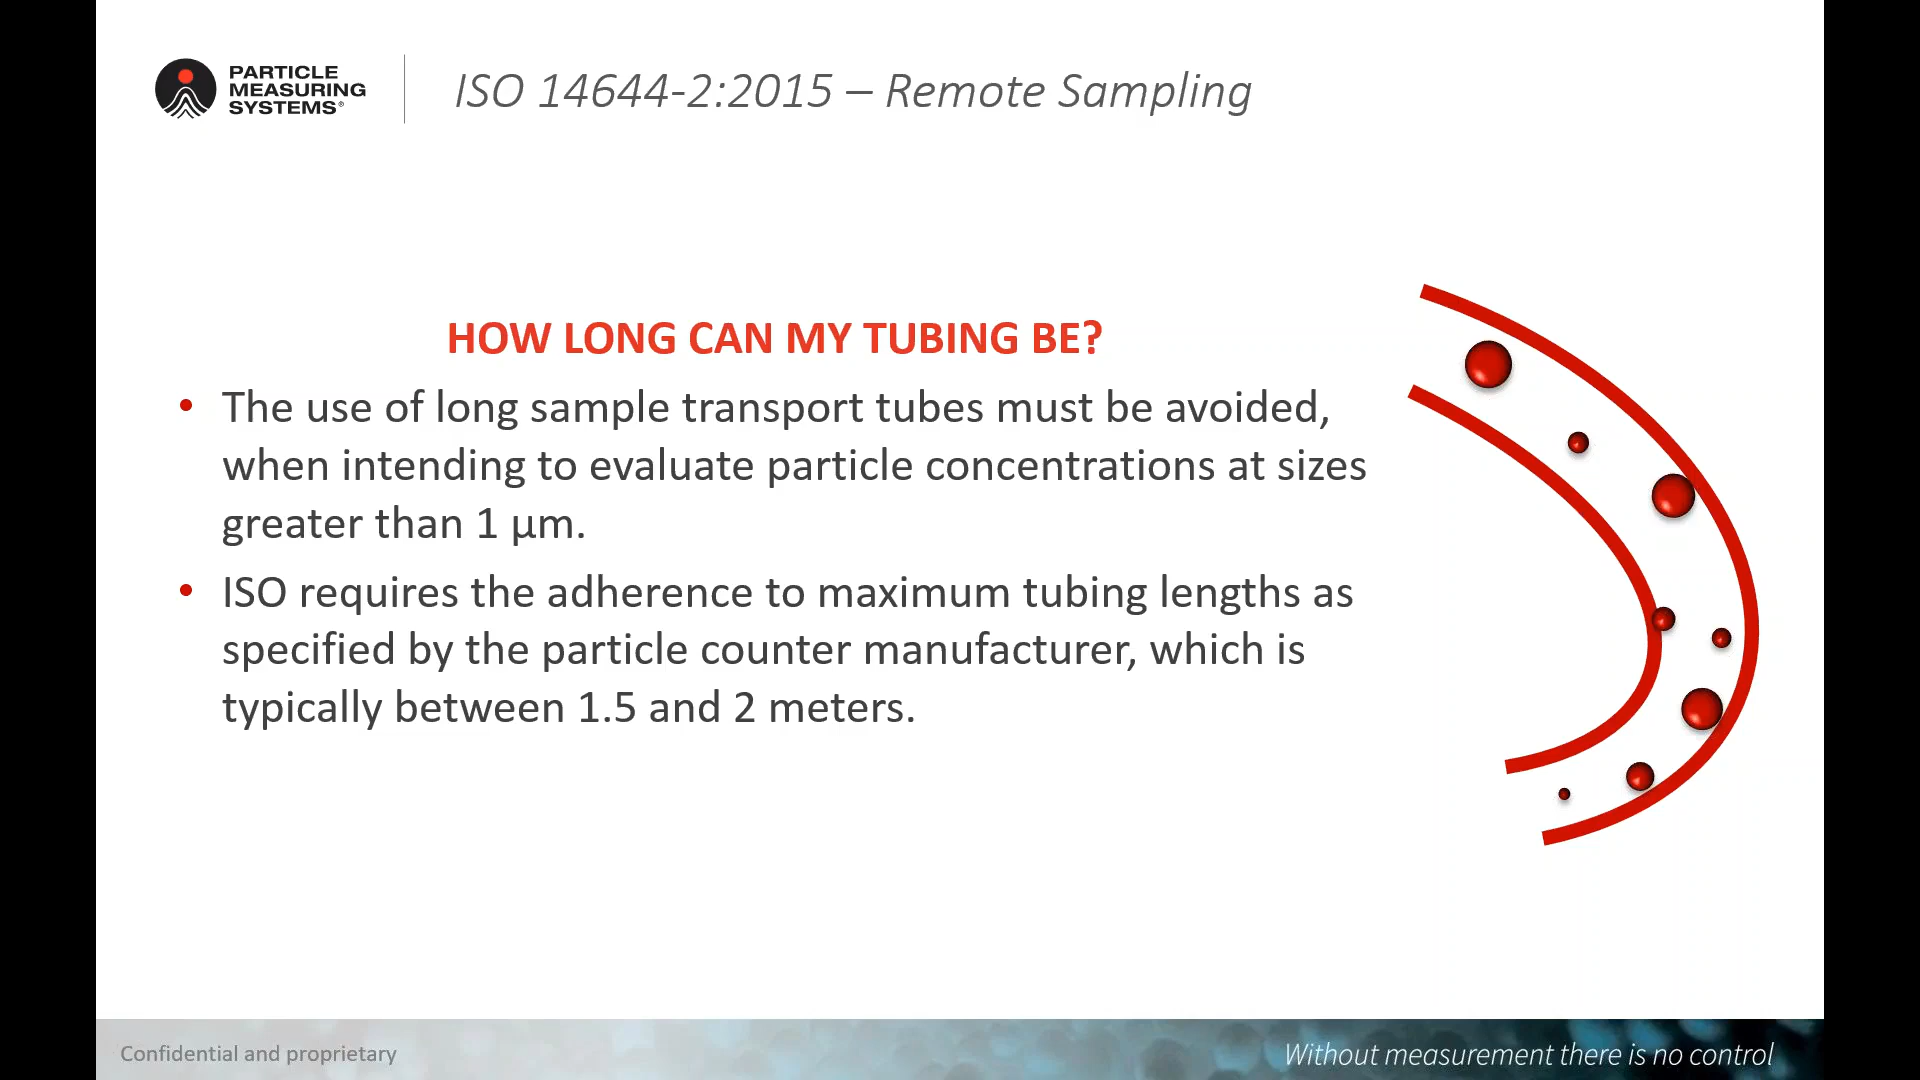 PARTICLE
MEASURING
SYSTEMS®
ISO 14644-2:2015 – Remote Sampling
HOW LONG CAN MY TUBING BE?
• The use of long sample transport tubes must be avoided,
when intending to evaluate particle concentrations at sizes
greater than 1 µm.
• ISO requires the adherence to maximum tubing lengths as
specified by the particle counter manufacturer, which is
typically between 1.5 and 2 meters.
Confidential and proprietary
Without measurement there is no control